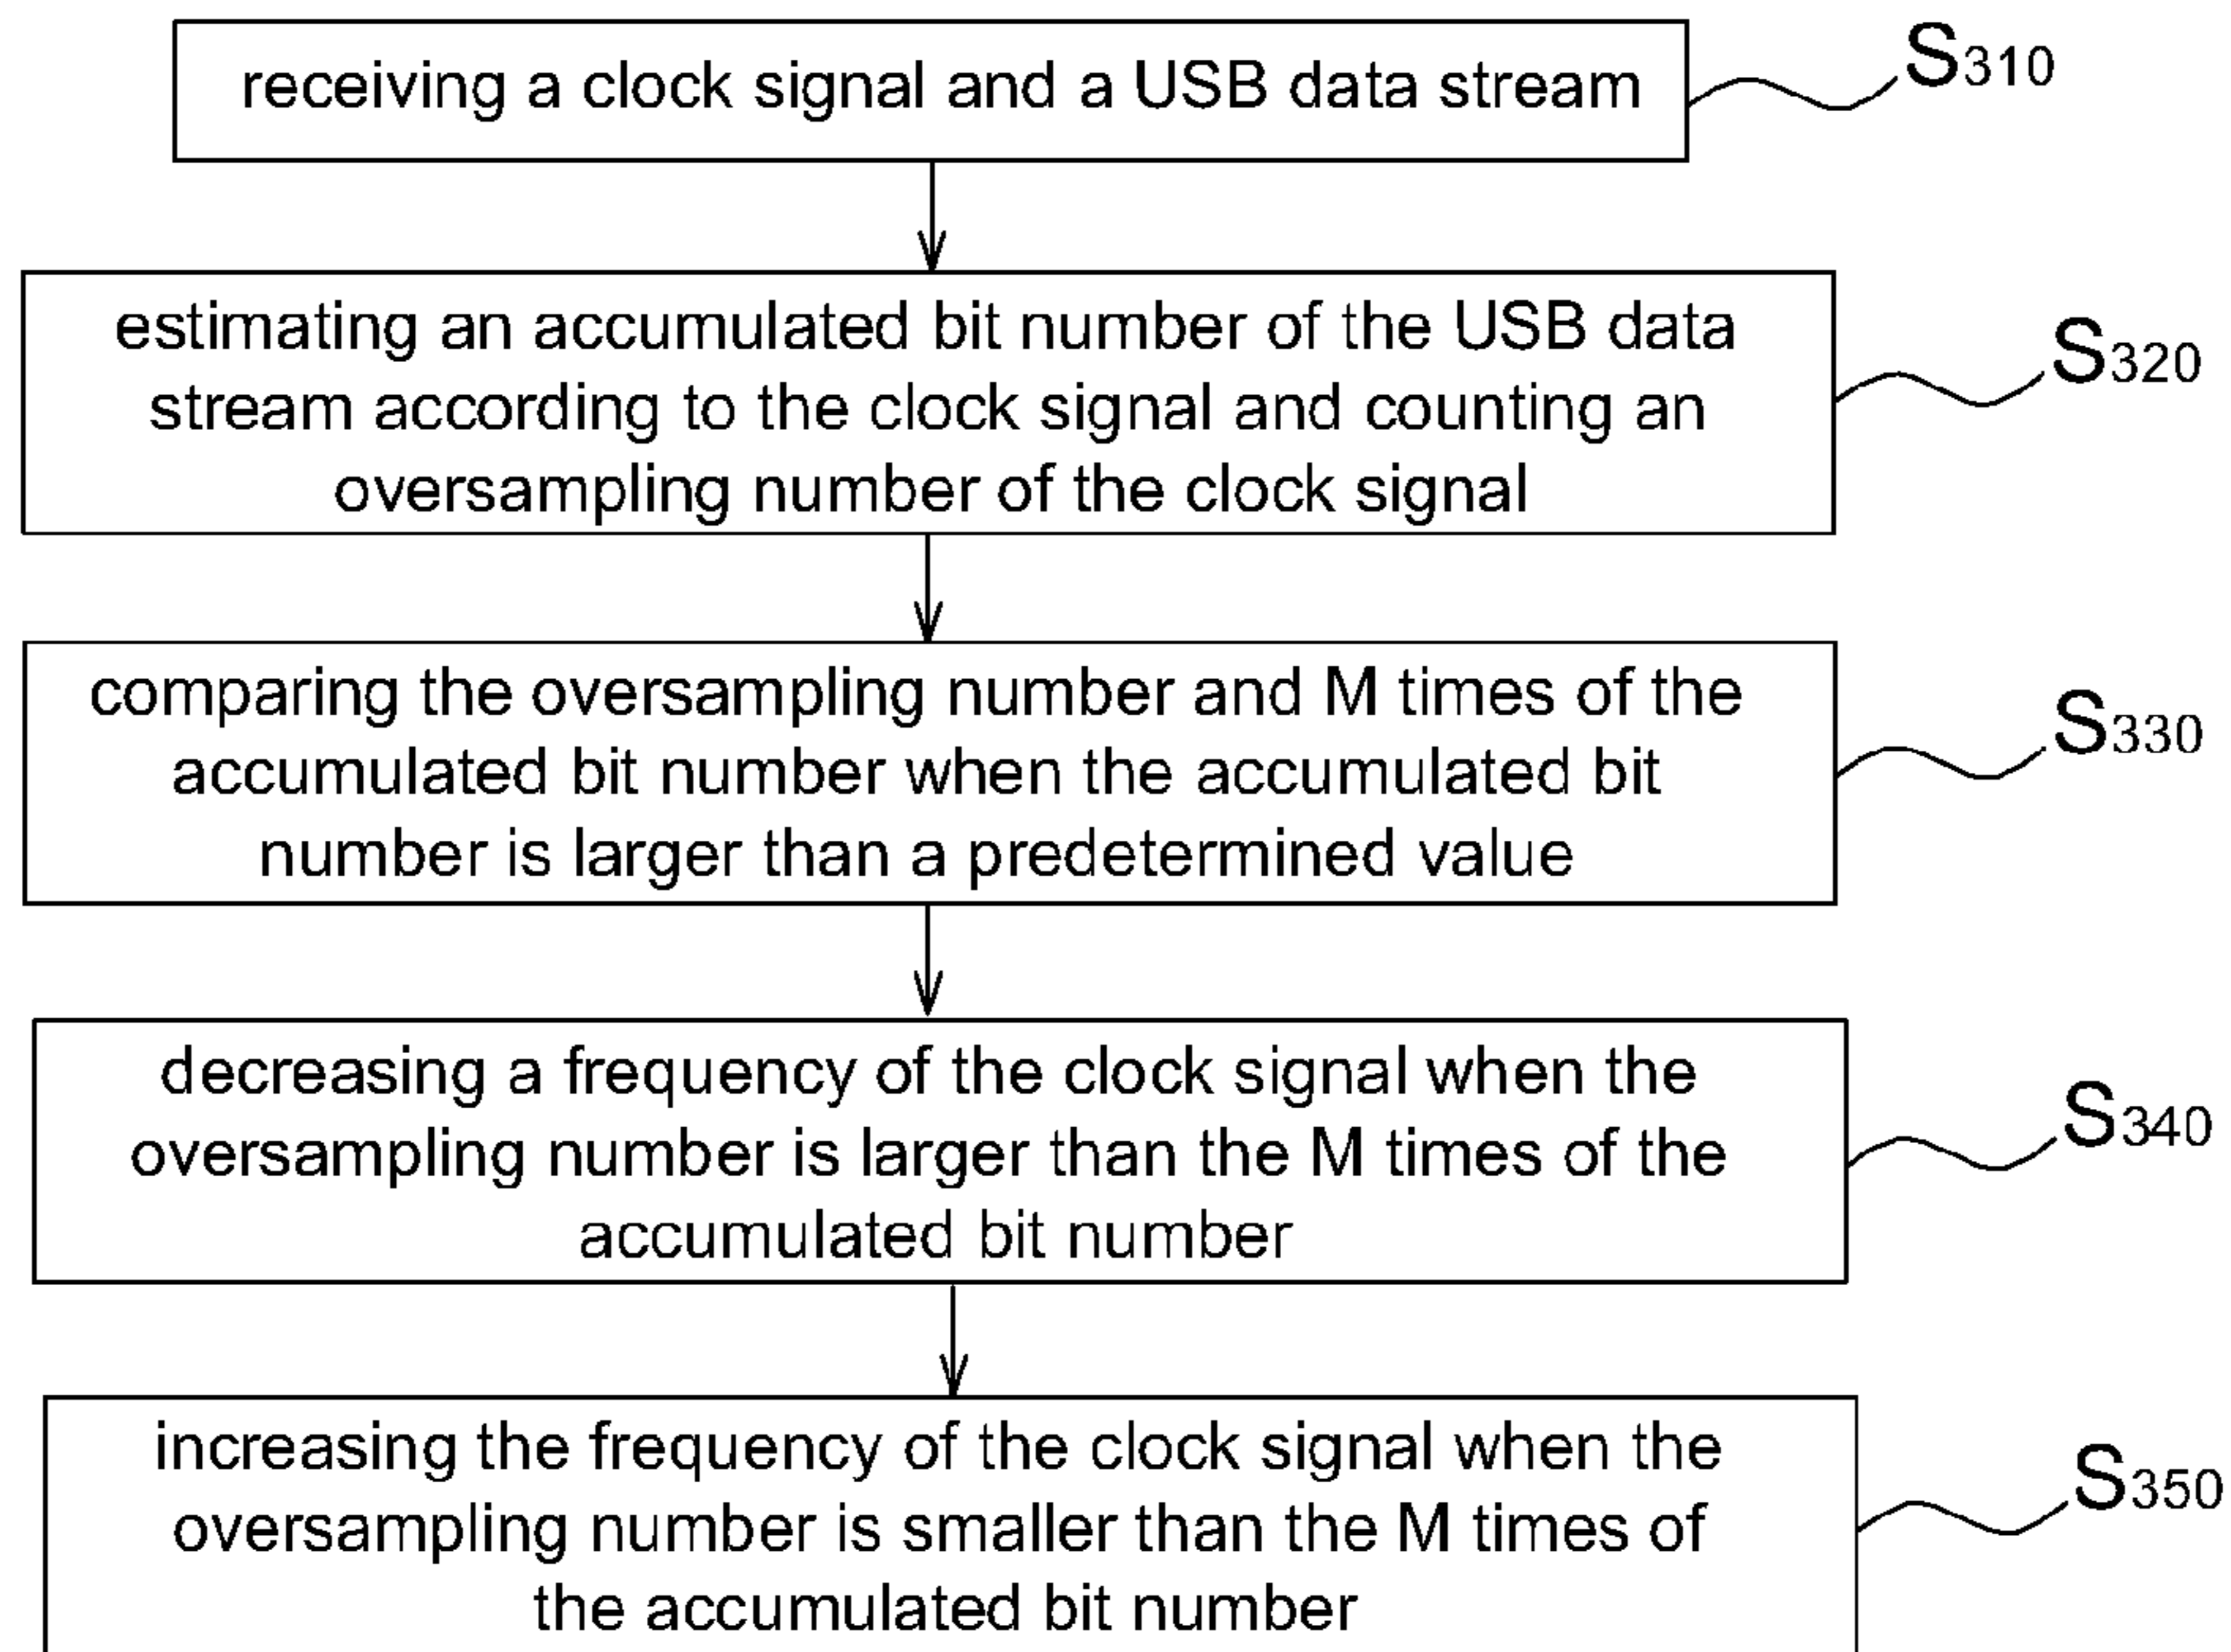 receiving a clock signal and a USB data stream
S310
estimating an accumulated bit number of the USB data
stream according to the clock signal and counting an
oversampling number of the clock signal
S320
comparing the oversampling number and M times of the
accumulated bit number when the accumulated bit
number is larger than a predetermined value
S330
decreasing a frequency of the clock signal when the
oversampling number is larger than the M times of the
accumulated bit number
S340
increasing the frequency of the clock signal when the
oversampling number is smaller than the M times of
the accumulated bit number
S350